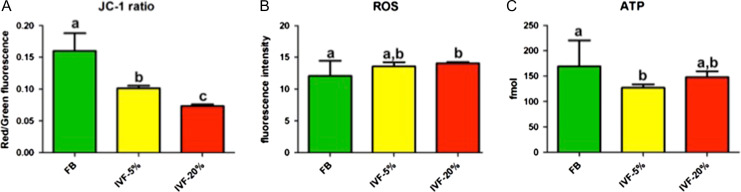 A
JC-1 ratio
Red/Green fluorescence
0.20
0.15
0.10
0.05
0.00
a
b
c
FB
IVF-5%
IVF-20%
B
ROS
fluorescence intensity
20
15
10
5
0
a
a,b
b
FB
IVF-5%
IVF-20%
C
ATP
fmol
250
200
150
100
50
0
a
b
a,b
FB
IVF-5%
IVF-20%